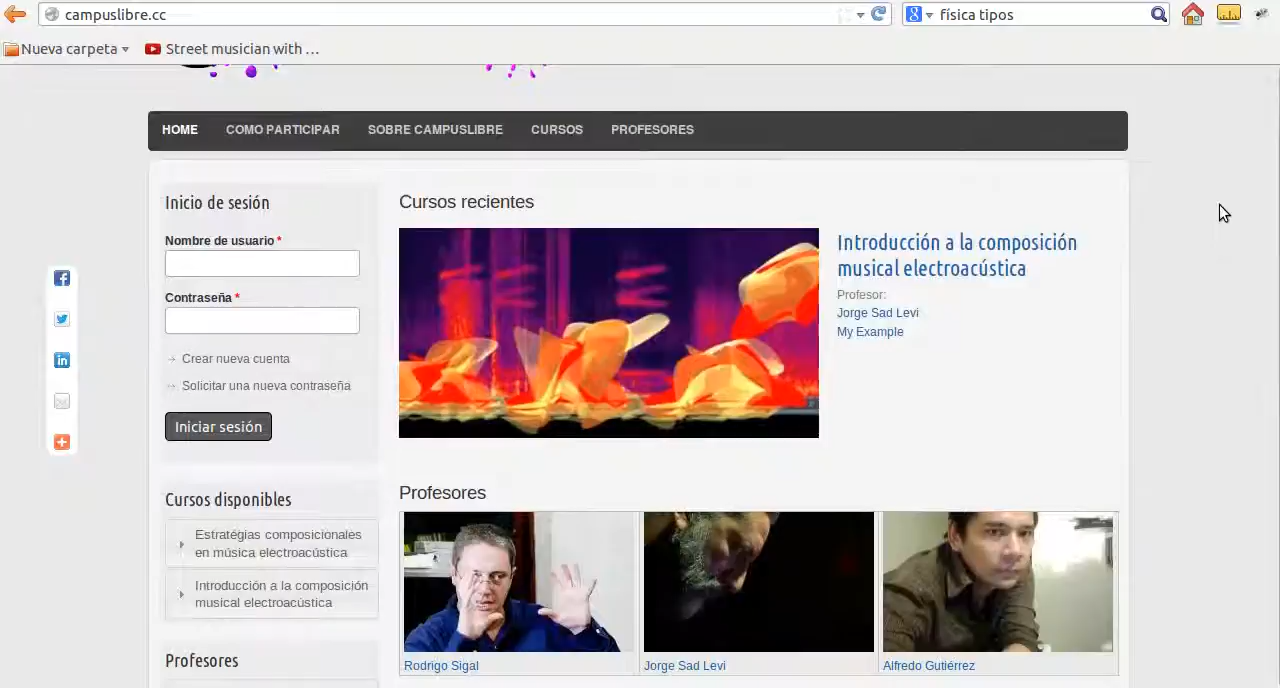 campuslibre.cc
física tipos
Nueva carpeta
Street musician with …
HOME
COMO PARTICIPAR
SOBRE CAMPUSLIBRE
CURSOS
PROFESORES
Inicio de sesión
Nombre de usuario *
Contraseña *
Crear nueva cuenta
Solicitar una nueva contraseña
Iniciar sesión
Cursos disponibles
Estratégias composicionales
en música electroacústica
Introducción a la composición
musical electroacústica
Profesores
Cursos recientes
Introducción a la composición
musical electroacústica
Profesor:
Jorge Sad Levi
My Example
Profesores
Rodrigo Sigal
Jorge Sad Levi
Alfredo Gutiérrez